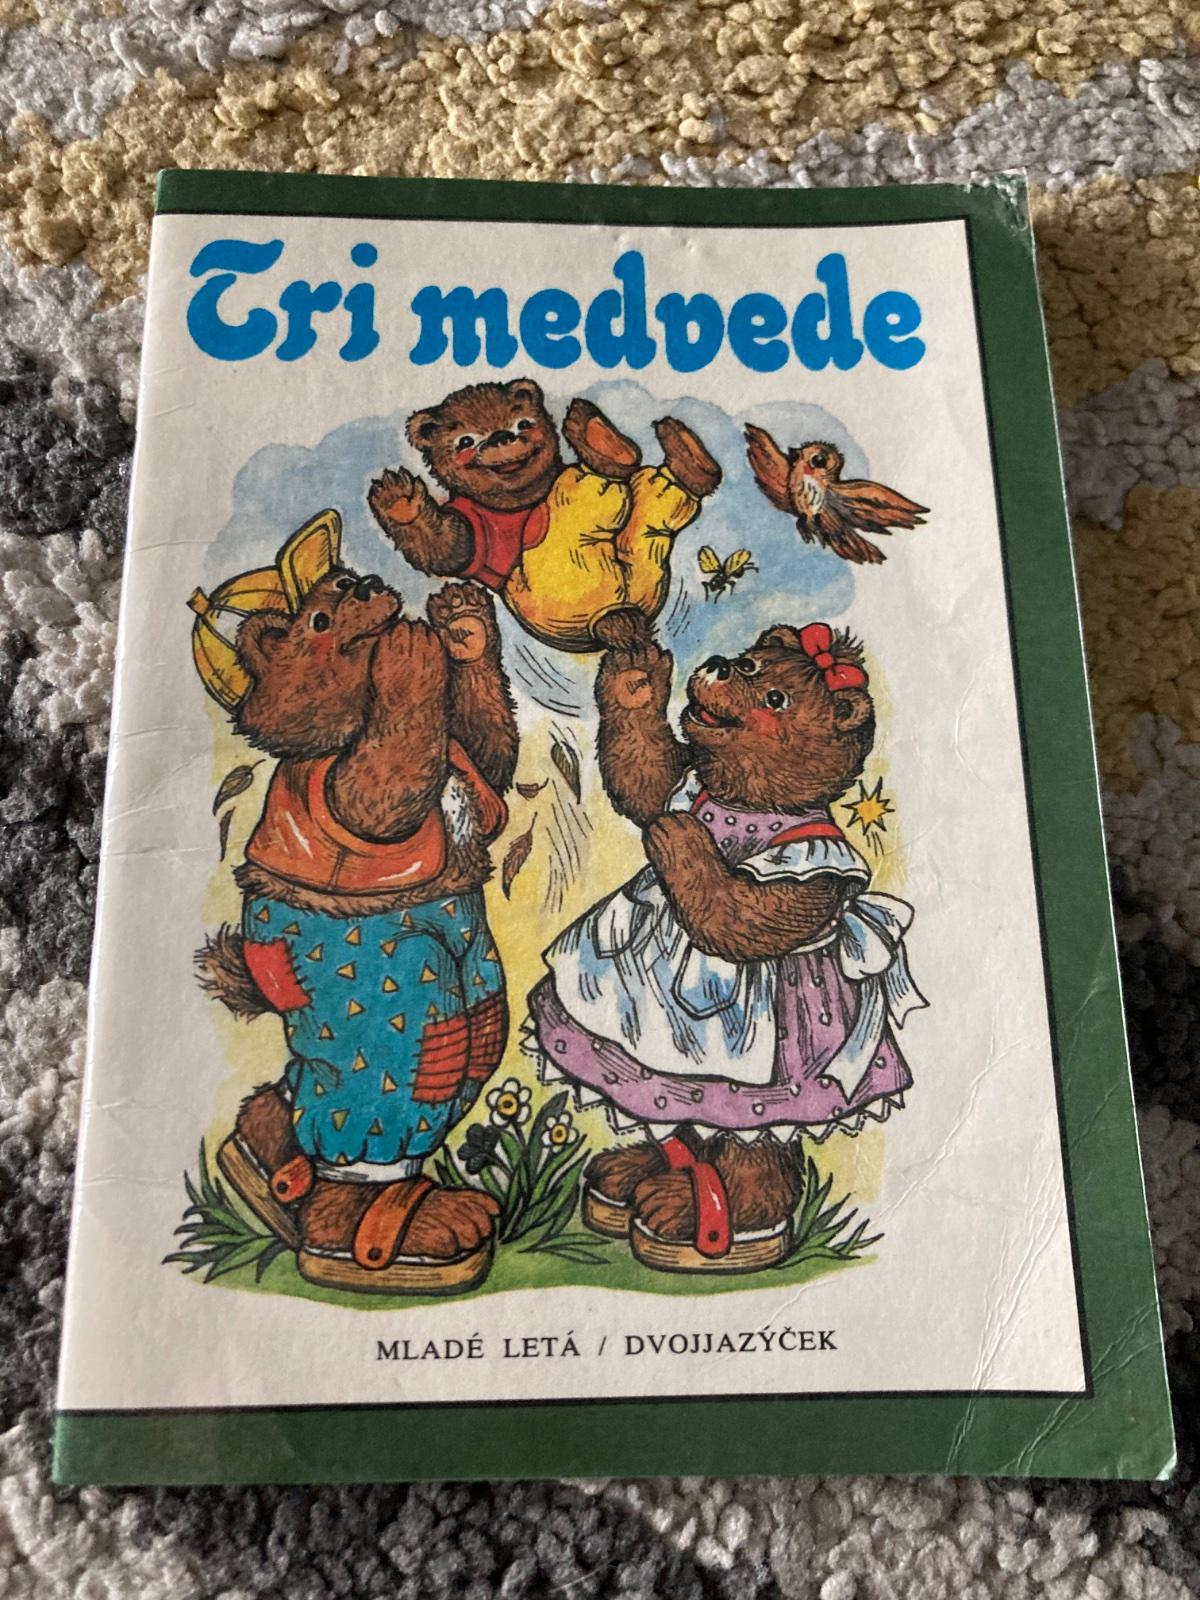 Tri medvede
MLADÉ LETÁ / DVOJJAZÝČEK